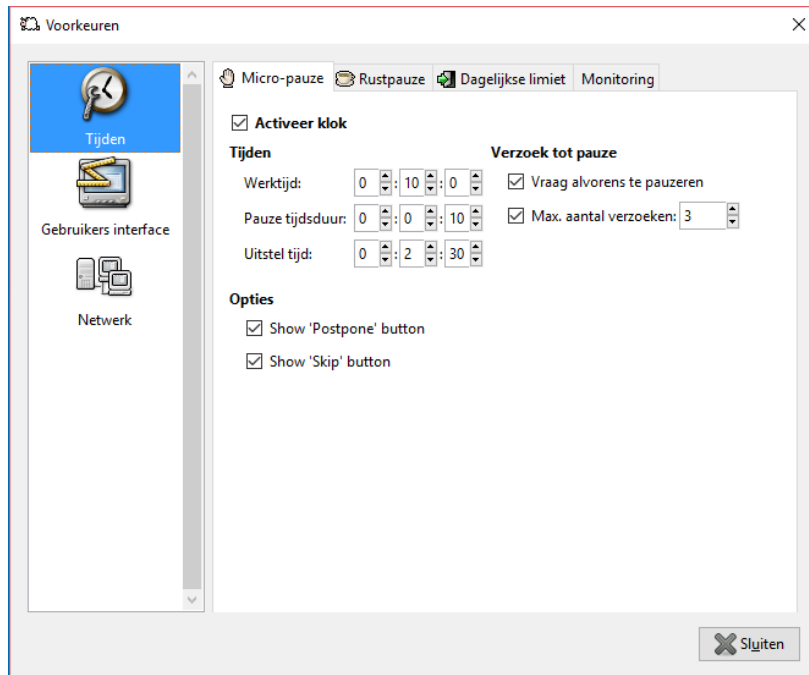 Voorkeuren
Tijden
Gebruikers interface
Netwerk
Micro-pauze Rustpauze Dagelijkse limiet Monitoring
Activeer klok
Tijden
Werktijd: 0 : 10 : 0
Pauze tijdsduur: 0 : 0 : 10
Uitstel tijd: 0 : 2 : 30
Verzoek tot pauze
Vraag alvorens te pauzeren
Max. aantal verzoeken: 3
Opties
Show 'Postpone' button
Show 'Skip' button
Sluiten